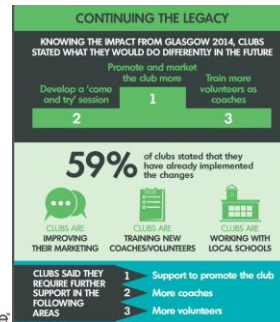 CONTINUING THE LEGACY
KNOWING THE IMPACT FROM GLASGOW 2014, CLUBS
STATED WHAT THEY WOULD DO DIFFERENTLY IN THE FUTURE
Promote and market
the club more
1
Develop a 'come
and try' session
2
Train more
volunteers as
coaches
3
59%
of clubs stated that they
have already implemented
the changes
CLUBS ARE
IMPROVING
THEIR MARKETING
CLUBS ARE
TRAINING NEW
COACHES/VOLUNTEERS
CLUBS ARE
WORKING WITH
LOCAL SCHOOLS
CLUBS SAID THEY
REQUIRE FURTHER
SUPPORT IN THE
FOLLOWING
AREAS
1 Support to promote the club
2 More coaches
3 More volunteers